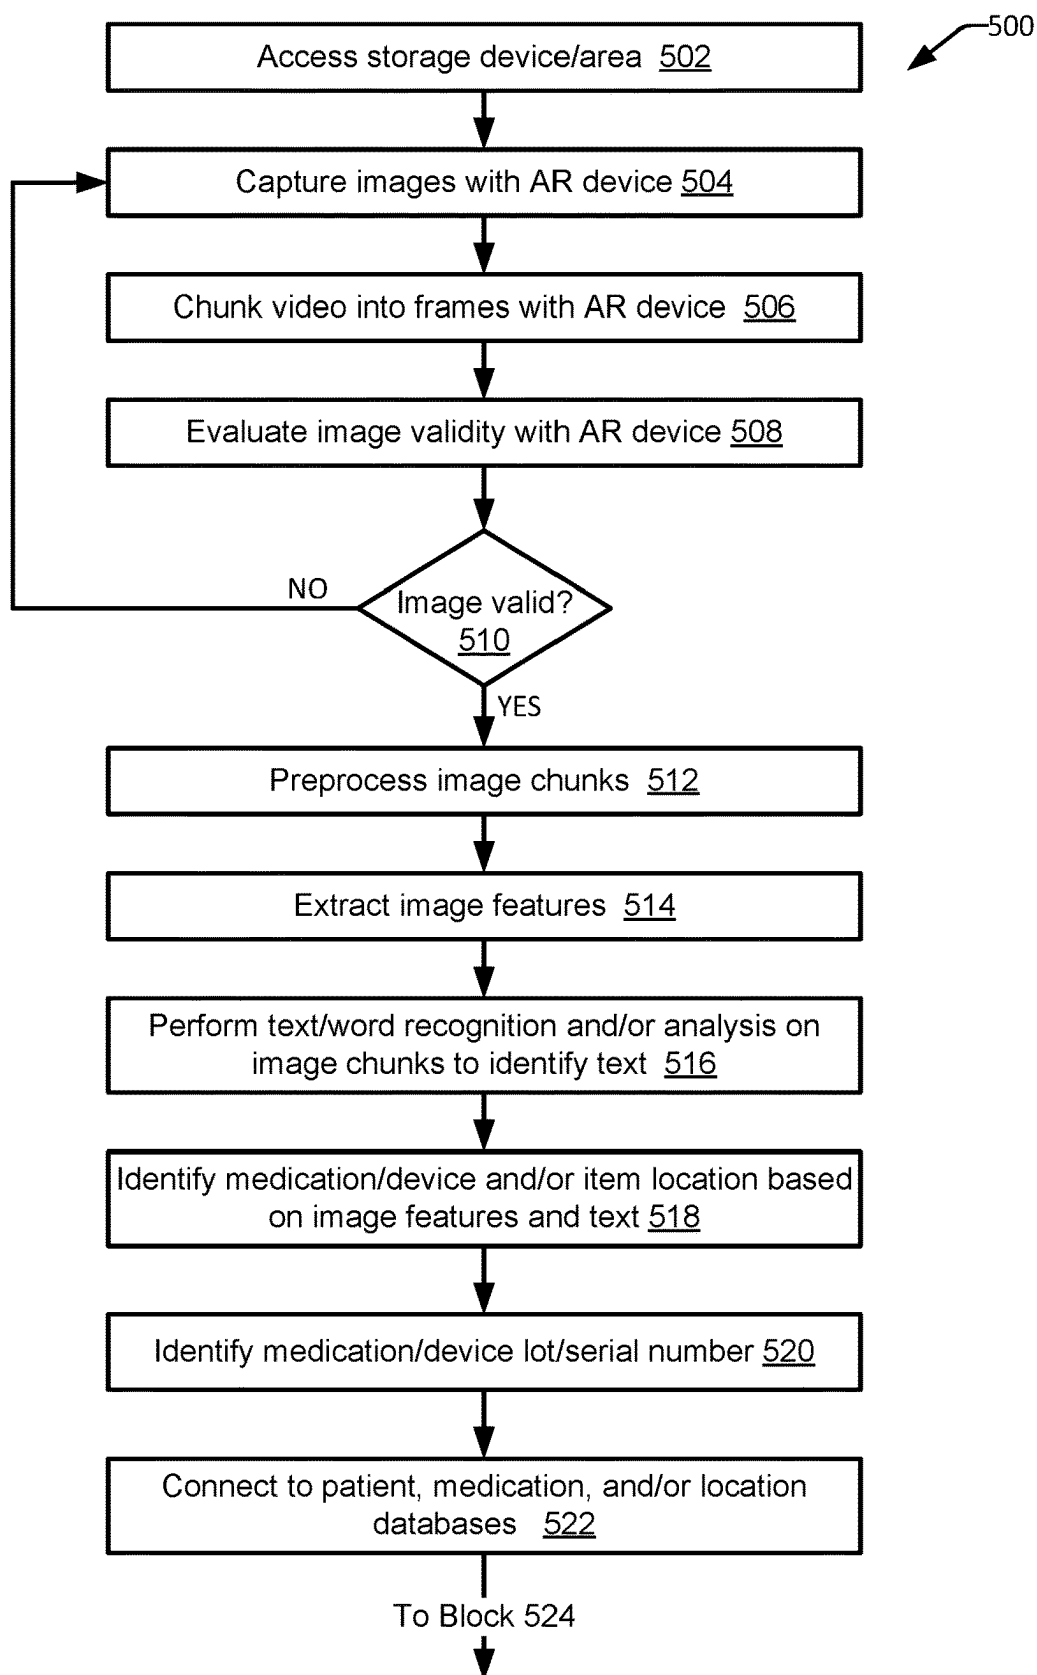 500
Access storage device/area 502
Capture images with AR device 504
Chunk video into frames with AR device 506
Evaluate image validity with AR device 508
NO
Image valid?
510
YES
Preprocess image chunks 512
Extract image features 514
Perform text/word recognition and/or analysis on
image chunks to identify text 516
Identify medication/device and/or item location based
on image features and text 518
Identify medication/device lot/serial number 520
Connect to patient, medication, and/or location
databases 522
To Block 524